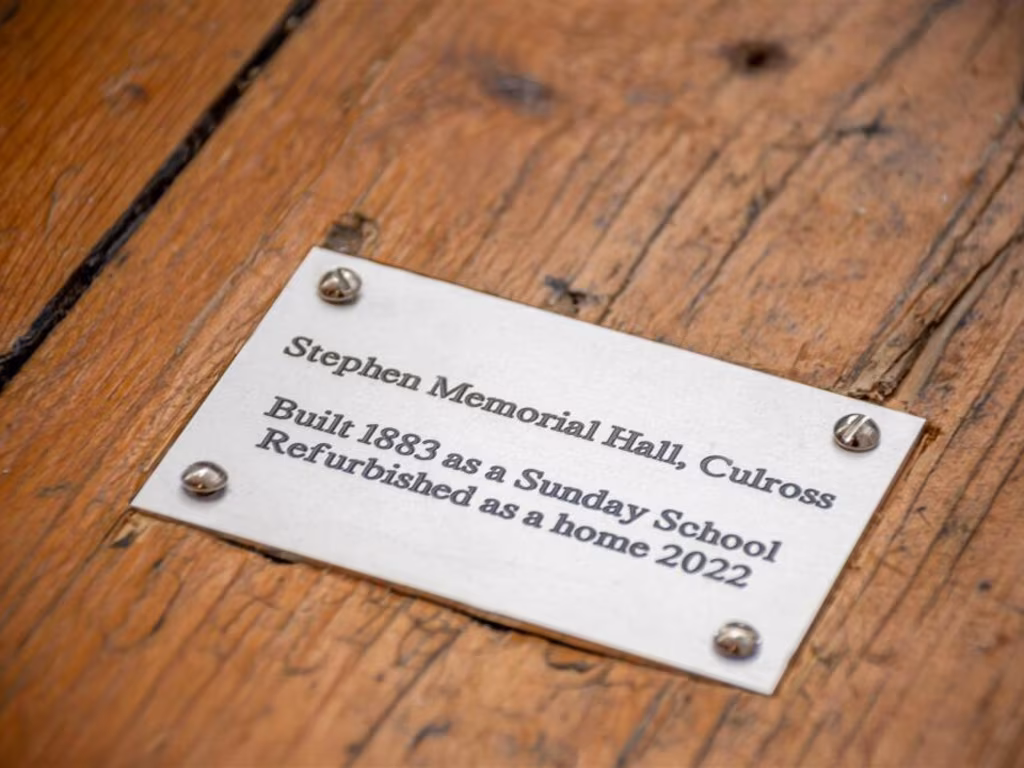 Stephen Memorial Hall, Culross
Built 1883 as a Sunday School
Refurbished as a home 2022